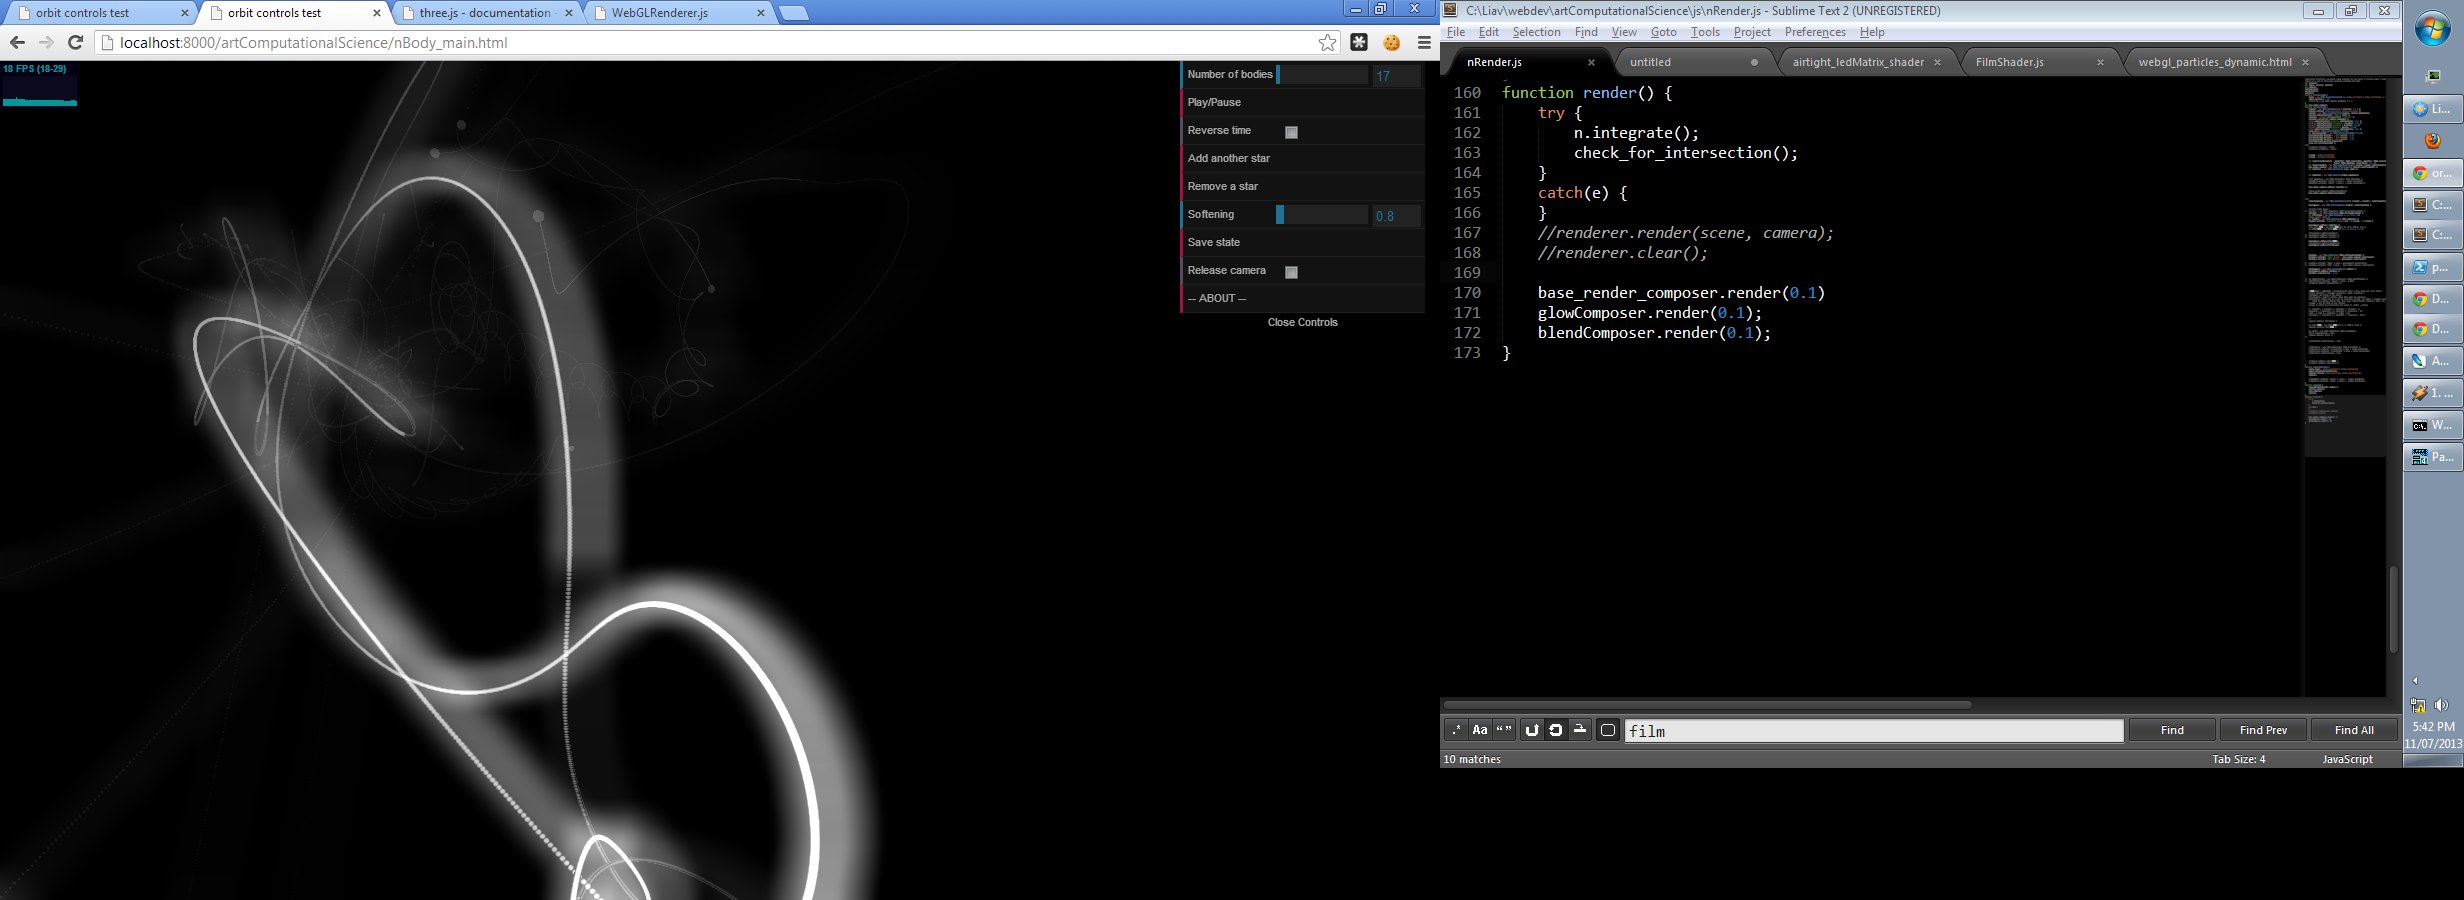 orbit controls test
orbit controls test
three.js - documentation
WebGLRenderer.js
localhost:8000/artComputationalScience/nBody_main.html
18 FPS (18-29)
Number of bodies 17
Play/Pause
Reverse time
Add another star
Remove a star
Softening 0.8
Save state
Release camera
-- ABOUT --
Close Controls
C:\Liav\webdev\artComputationalScience\js\nRender.js - Sublime Text 2 (UNREGISTERED)
File Edit Selection Find View Goto Tools Project Preferences Help
nRender.js
untitled
airtight_ledMatrix_shader
FilmShader.js
webgl_particles_dynamic.html
160 function render() {
161 try {
162 n.integrate();
163 check_for_intersection();
164 }
165 catch(e) {
166 }
167 //renderer.render(scene, camera);
168 //renderer.clear();
169
170 base_render_composer.render(0.1)
171 glowComposer.render(0.1);
172 blendComposer.render(0.1);
173 }
.* Aa “ ” film Find Find Prev Find All
10 matches Tab Size: 4 JavaScript
Li...
or...
C:...
C:...
p...
D...
D...
A...
1. ...
W...
Pa...
5:42 PM
11/07/2013